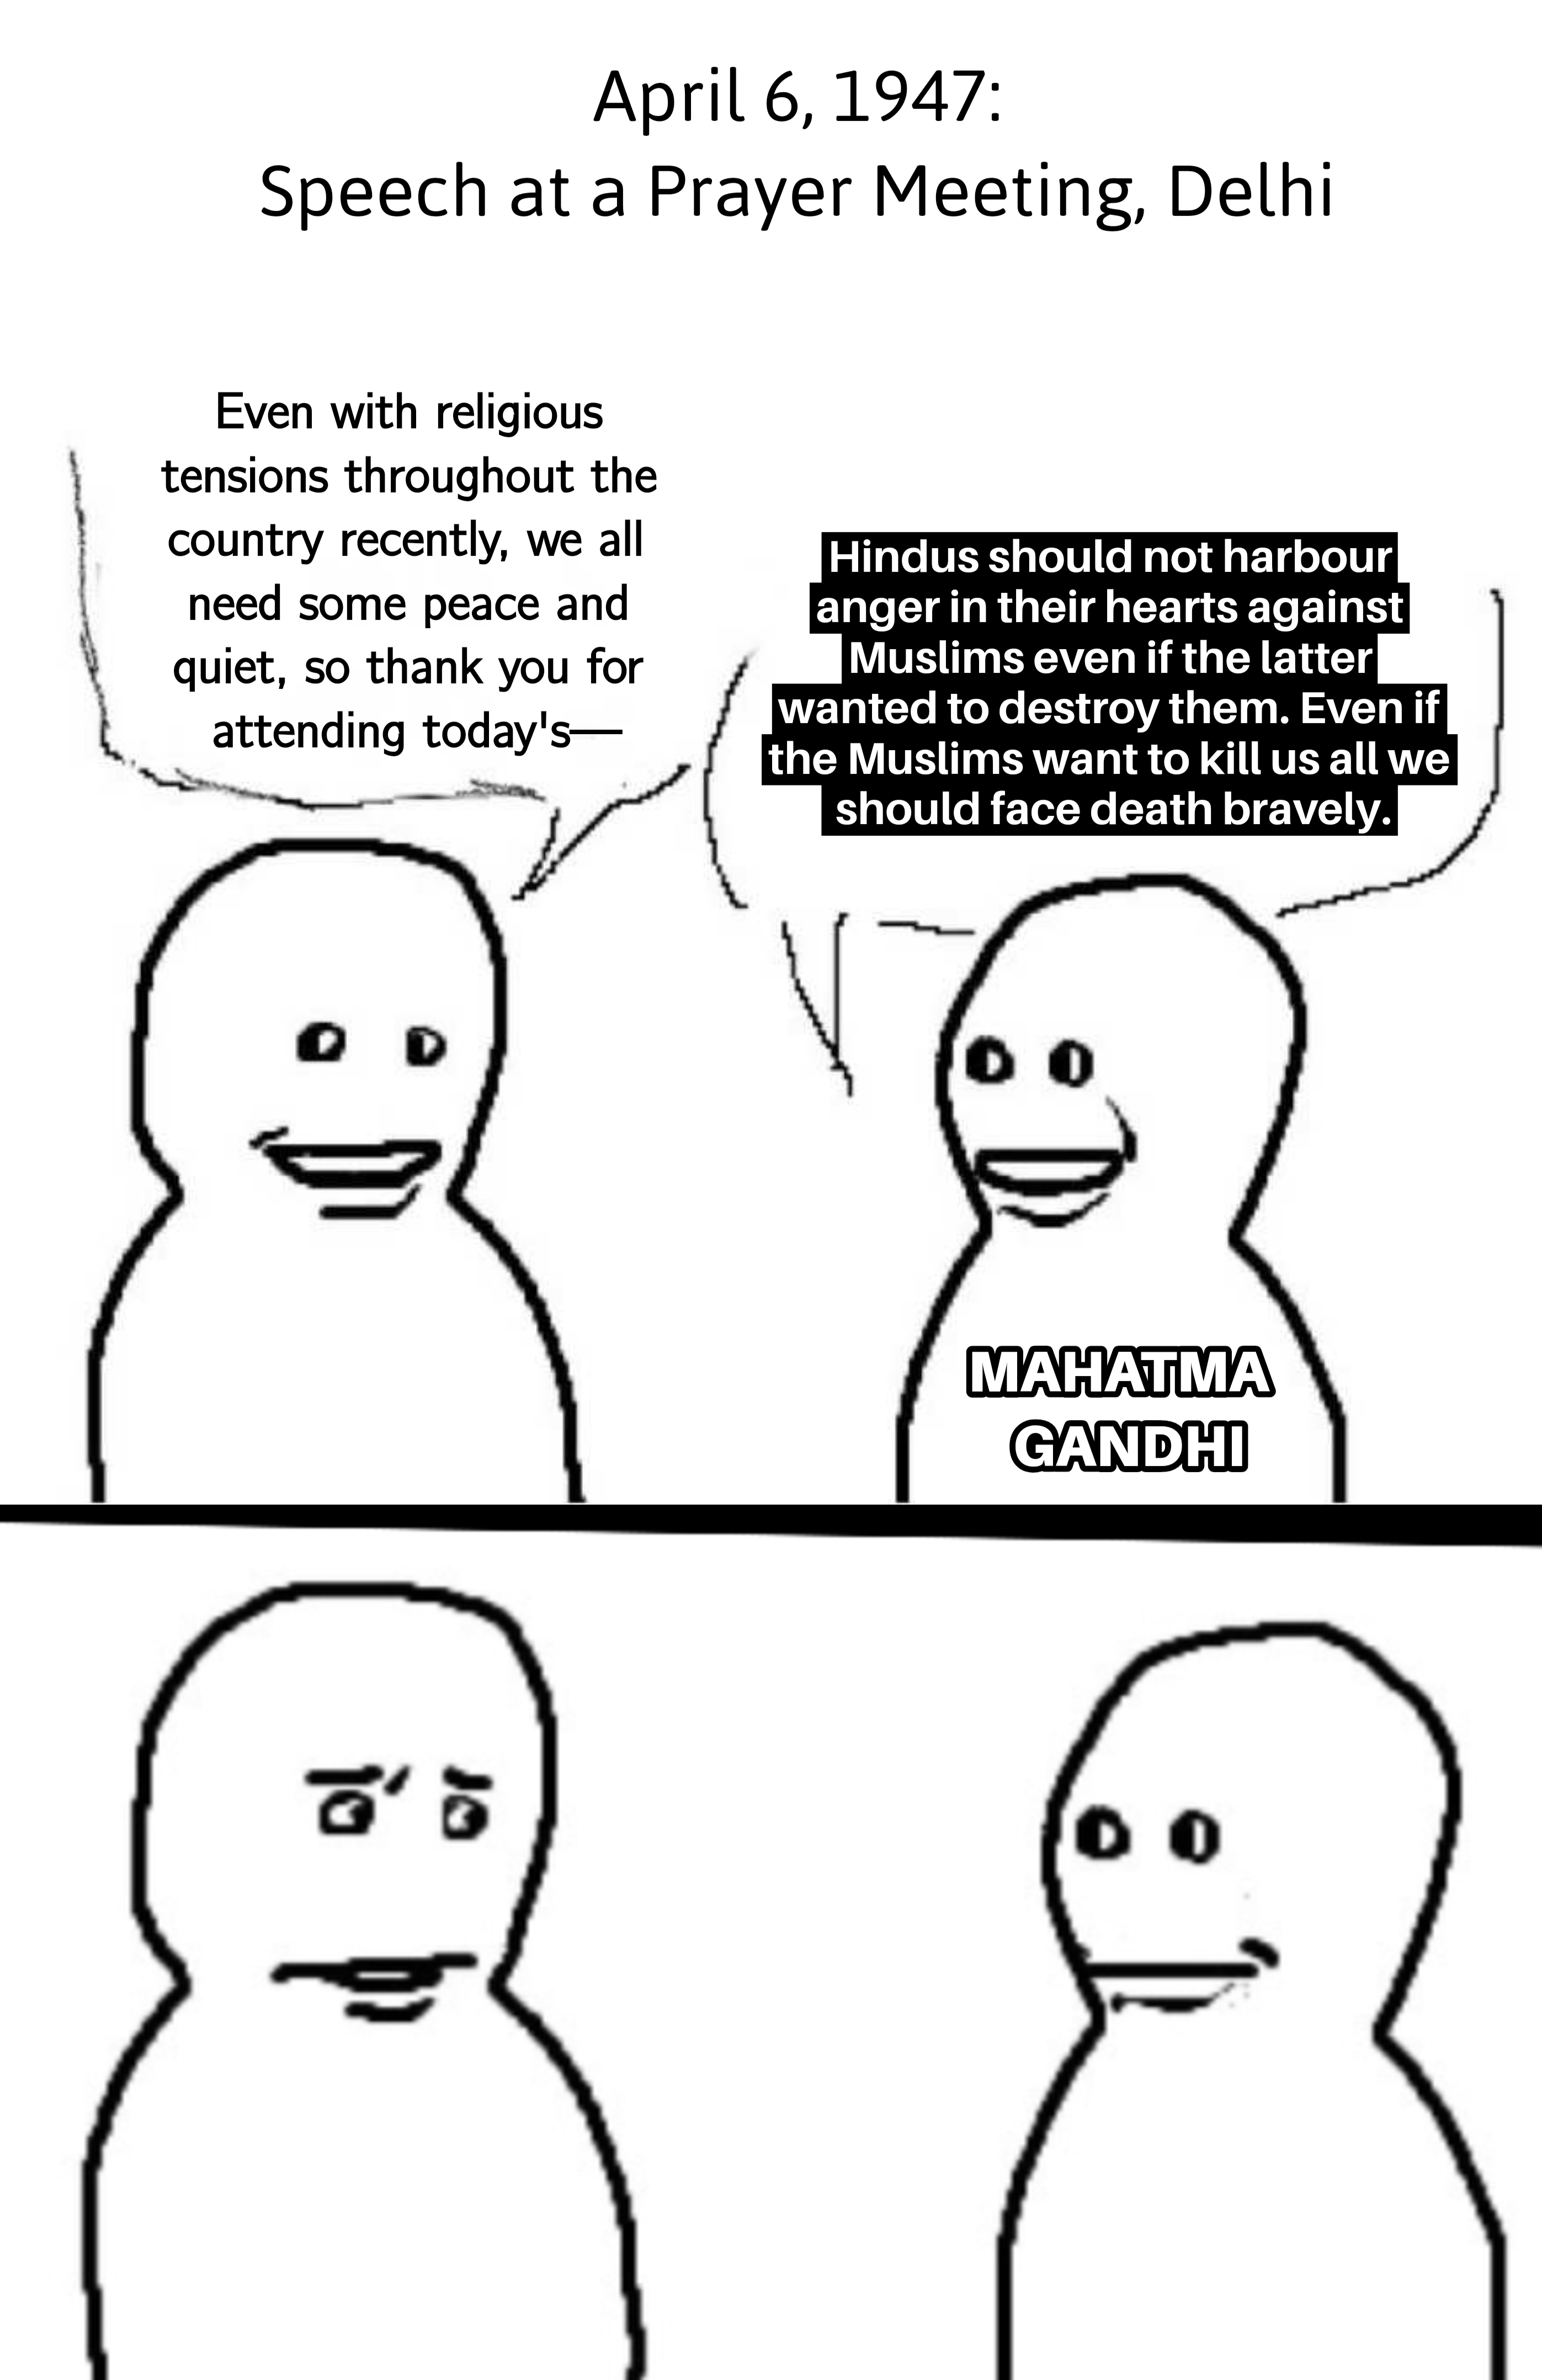 April 6, 1947:
Speech at a Prayer Meeting, Delhi
Even with religious
tensions throughout the
country recently, we all
need some peace and
quiet, so thank you for
attending today's—
Hindus should not harbour
anger in their hearts against
Muslims even if the latter
wanted to destroy them. Even if
the Muslims want to kill us all we
should face death bravely.
MAHATMA
GANDHI